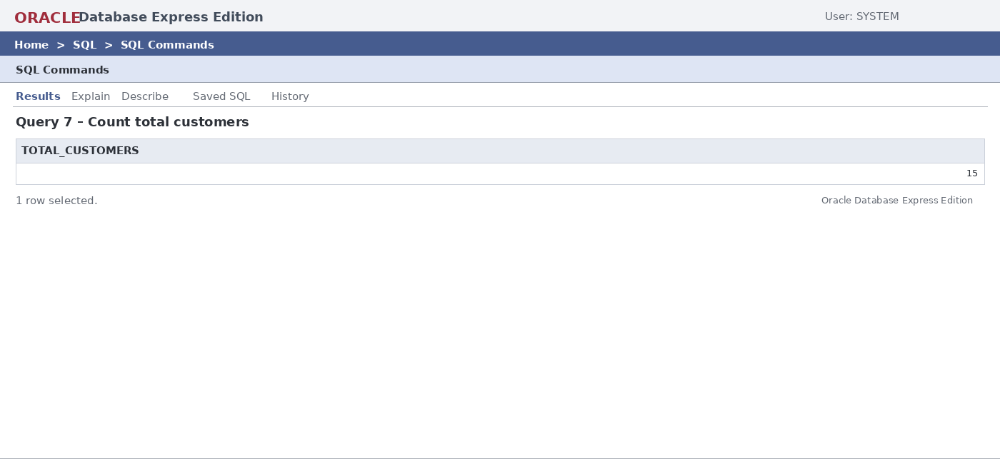 ORACLE Database Express Edition User: SYSTEM
Home > SQL > SQL Commands
SQL Commands
Results Explain Describe Saved SQL History
Query 7 – Count total customers
TOTAL_CUSTOMERS
15
1 row selected. Oracle Database Express Edition